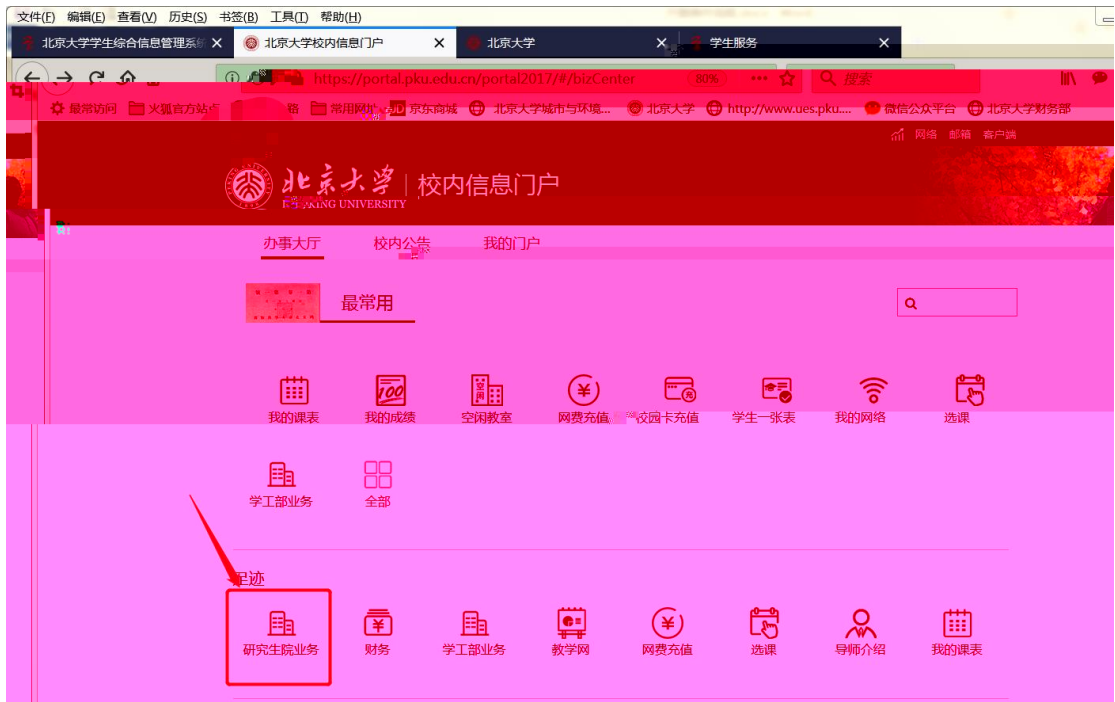 文件(F) 编辑(E) 查看(V) 历史(S) 书签(B) 工具(T) 帮助(H)
北京大学学生综合信息管理系统 北京大学校内信息门户 北京大学 学生服务
https://portal.pku.edu.cn/portal2017/#/bizCenter 80% 搜索
最常访问 火狐官方站点 常用网址 JD 京东商城 北京大学城市与环境... 北京大学 http://www.ues.pku.... 微信公众平台 北京大学财务部
网络 邮箱 客户端
北京大学 校内信息门户
PEKING UNIVERSITY
办事大厅 校内公告 我的门户
最常用
我的课表 我的成绩 空闲教室 网费充值 校园卡充值 学生一张表 我的网络 选课
学工部业务 全部
足迹
研究生院业务 财务 学工部业务 教学网 网费充值 选课 导师介绍 我的课表